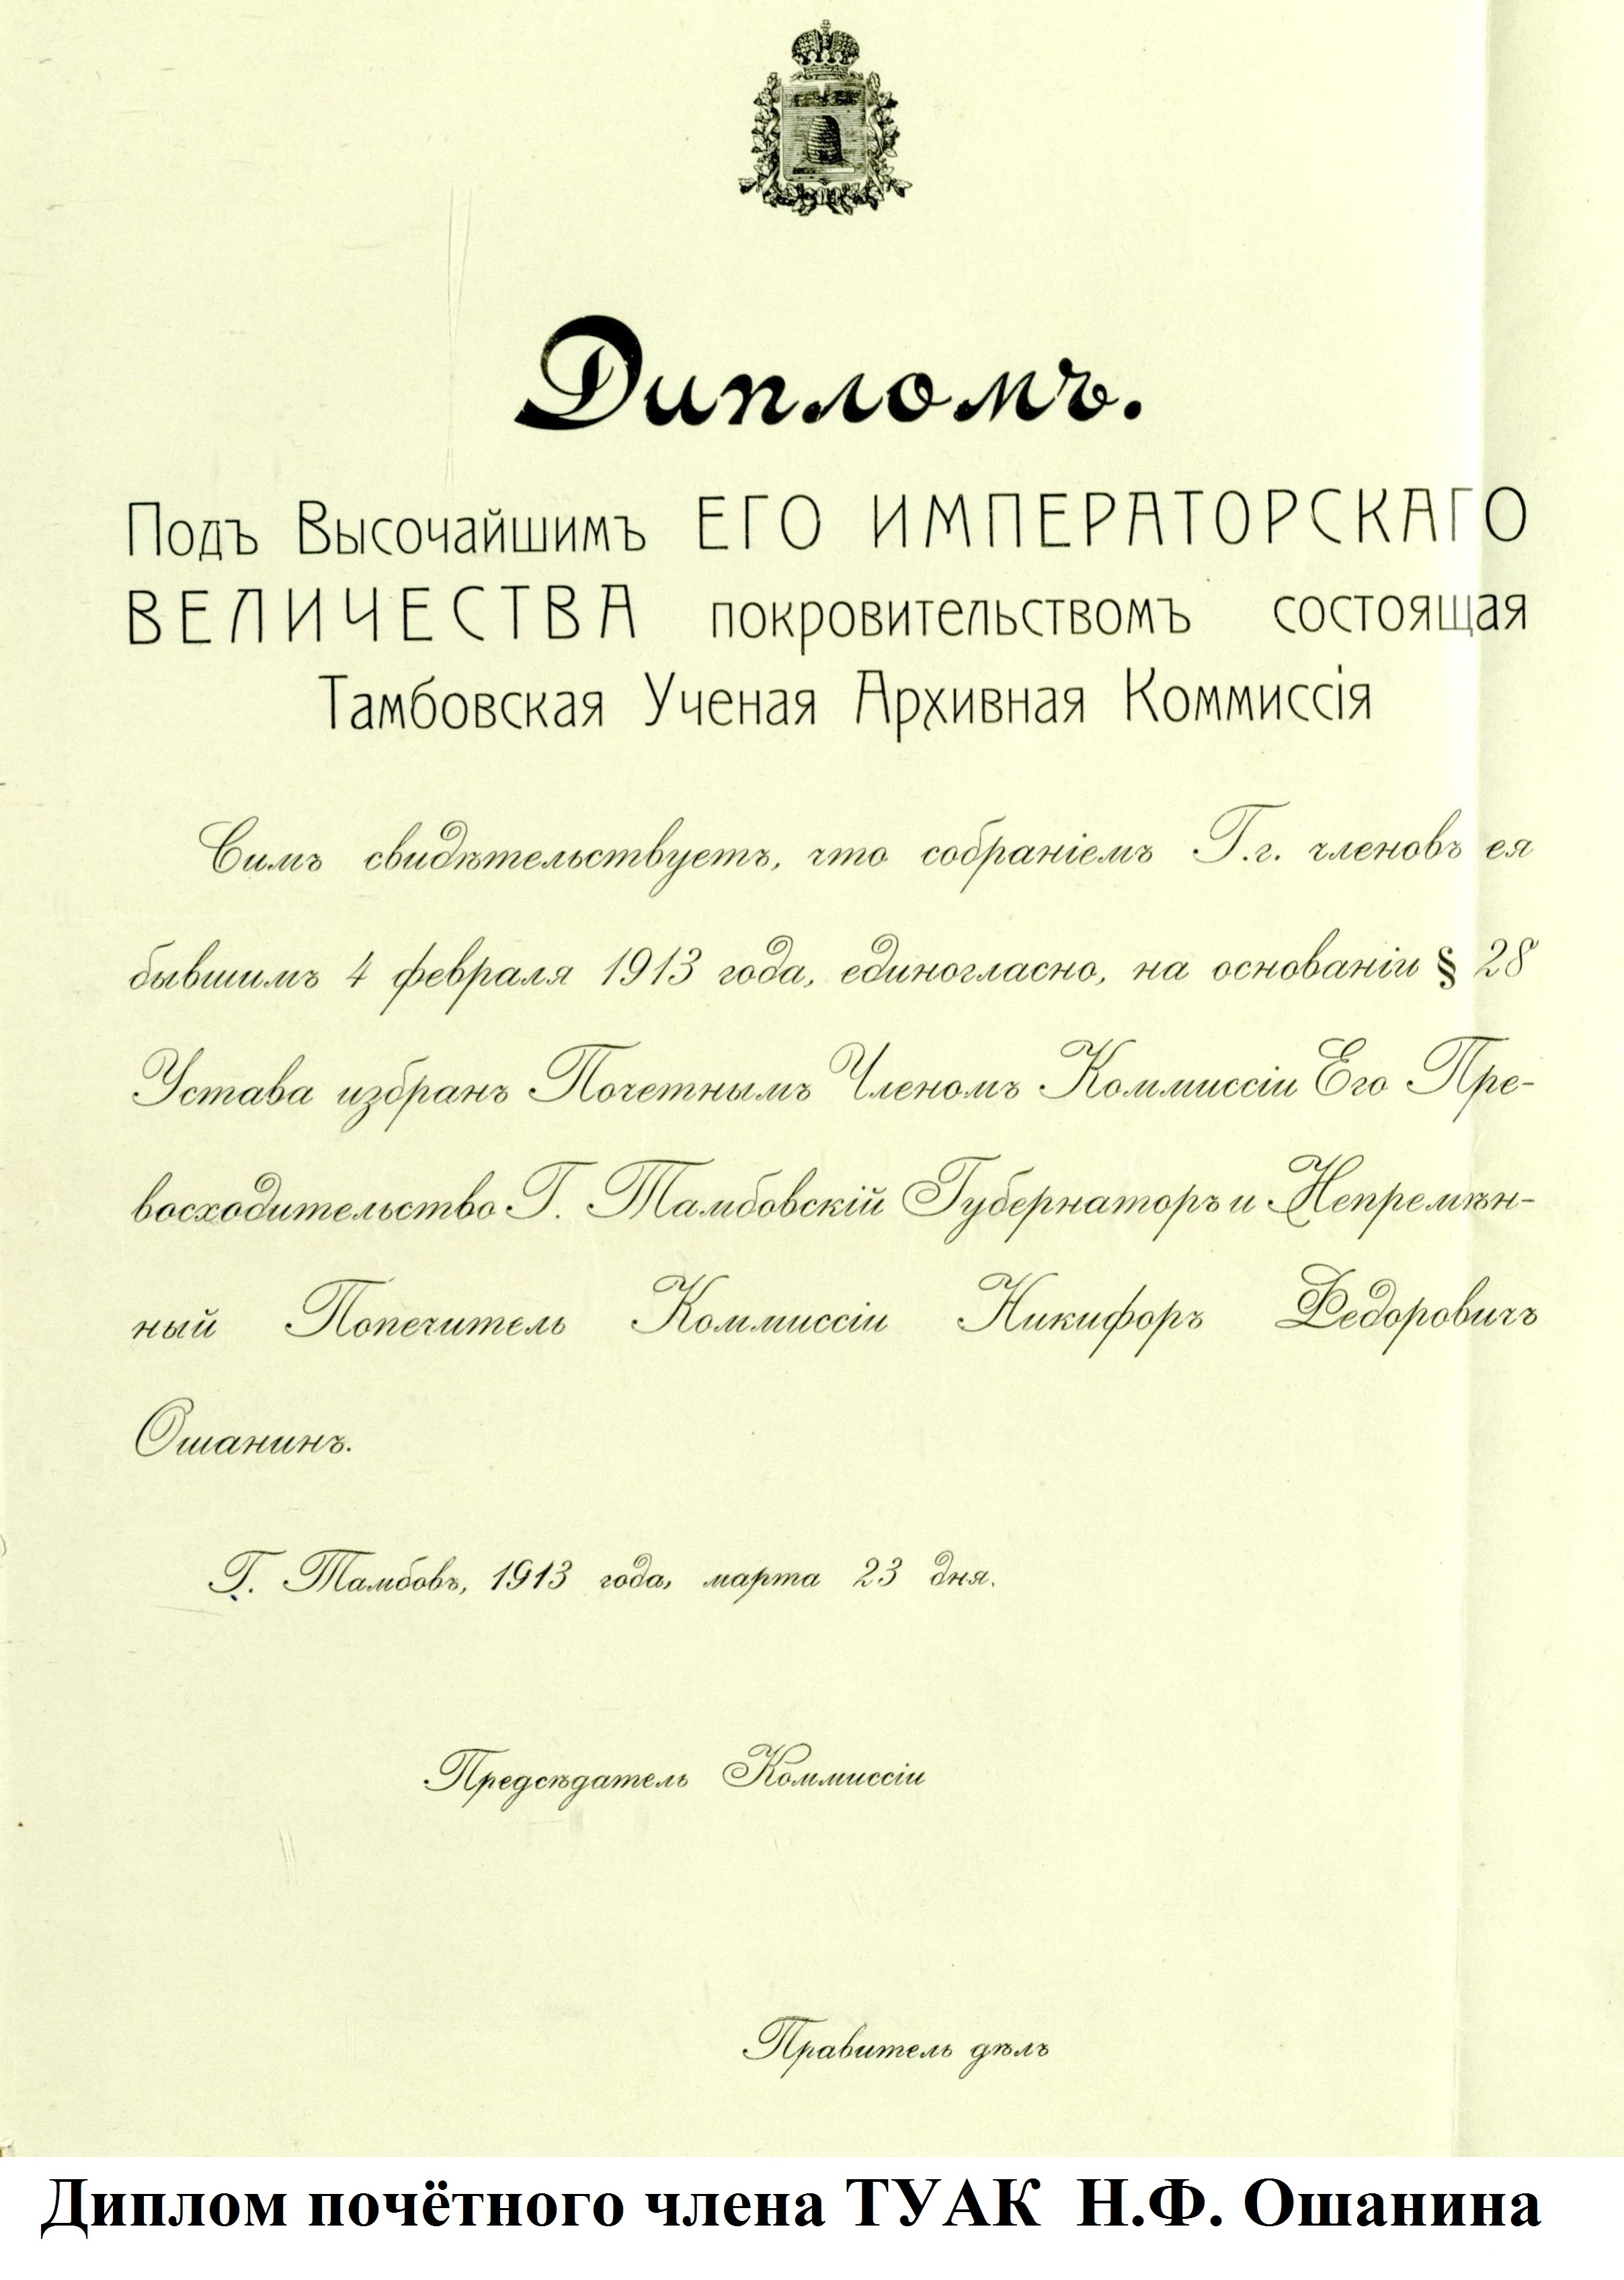 Дипломъ.
Подъ Высочайшимъ ЕГО ИМПЕРАТОРСКАГО
ВЕЛИЧЕСТВА покровительствомъ состоящая
Тамбовская Ученая Архивная Коммиссія
Симъ свидѣтельствуетъ, что собраніемъ Г.г. членовъ ея
бывшимъ 4 февраля 1913 года, единогласно, на основаніи § 28
Устава избранъ Почетнымъ Членомъ Коммиссіи Его Пре-
восходительство Г. Тамбовскій Губернаторъ и Непремѣн-
ный Попечитель Коммиссіи Никифоръ Федоровичъ
Ошанинъ.
Г. Тамбовъ, 1913 года, марта 23 дня.
Предсѣдатель Коммиссіи
Правитель дѣлъ
Диплом почётного члена ТУАК Н.Ф. Ошанина